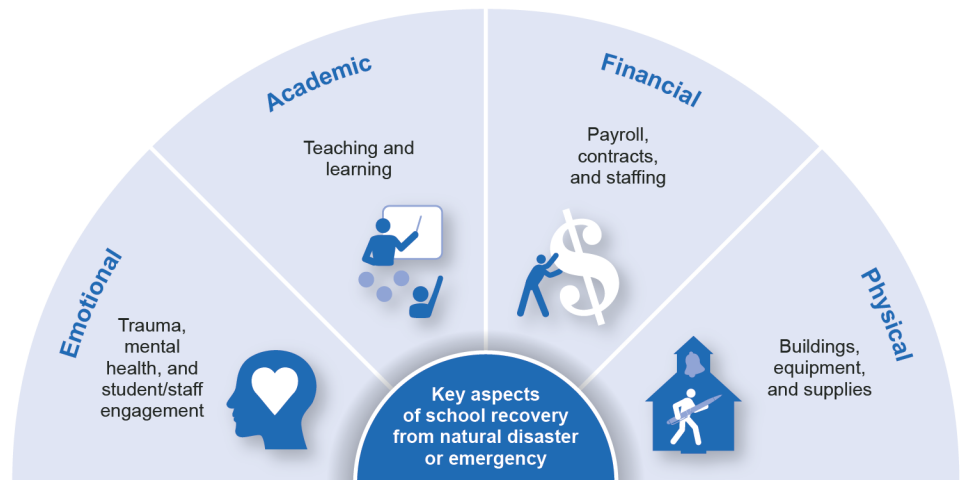 Emotional
Trauma,
mental
health, and
student/staff
engagement
Academic
Teaching and
learning
Financial
Payroll,
contracts,
and staffing
Physical
Buildings,
equipment,
and supplies
Key aspects
of school recovery
from natural disaster
or emergency